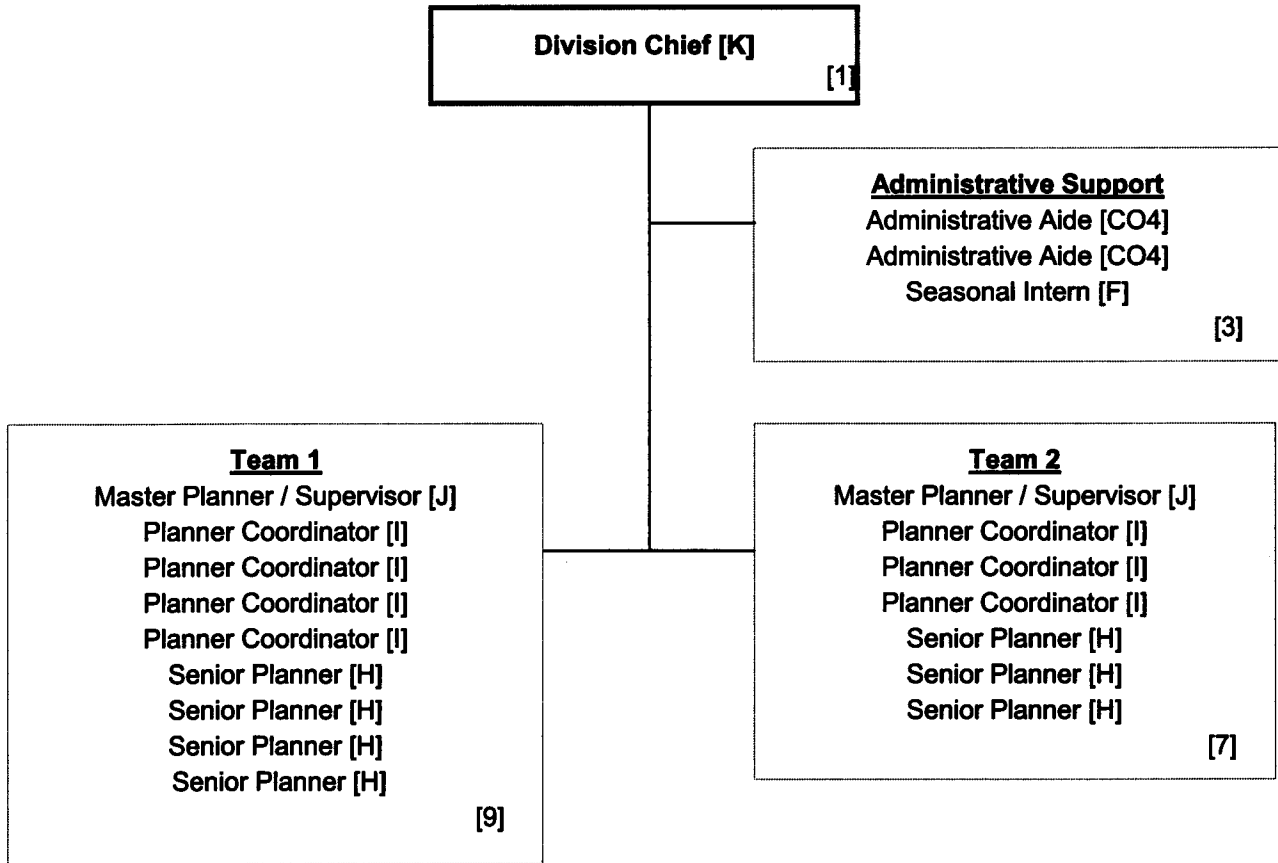 Division Chief [K]
[1]
Administrative Support
Administrative Aide [CO4]
Administrative Aide [CO4]
Seasonal Intern [F]
[3]
Team 1
Master Planner / Supervisor [J]
Planner Coordinator [I]
Planner Coordinator [I]
Planner Coordinator [I]
Planner Coordinator [I]
Senior Planner [H]
Senior Planner [H]
Senior Planner [H]
Senior Planner [H]
[9]
Team 2
Master Planner / Supervisor [J]
Planner Coordinator [I]
Planner Coordinator [I]
Planner Coordinator [I]
Senior Planner [H]
Senior Planner [H]
Senior Planner [H]
[7]